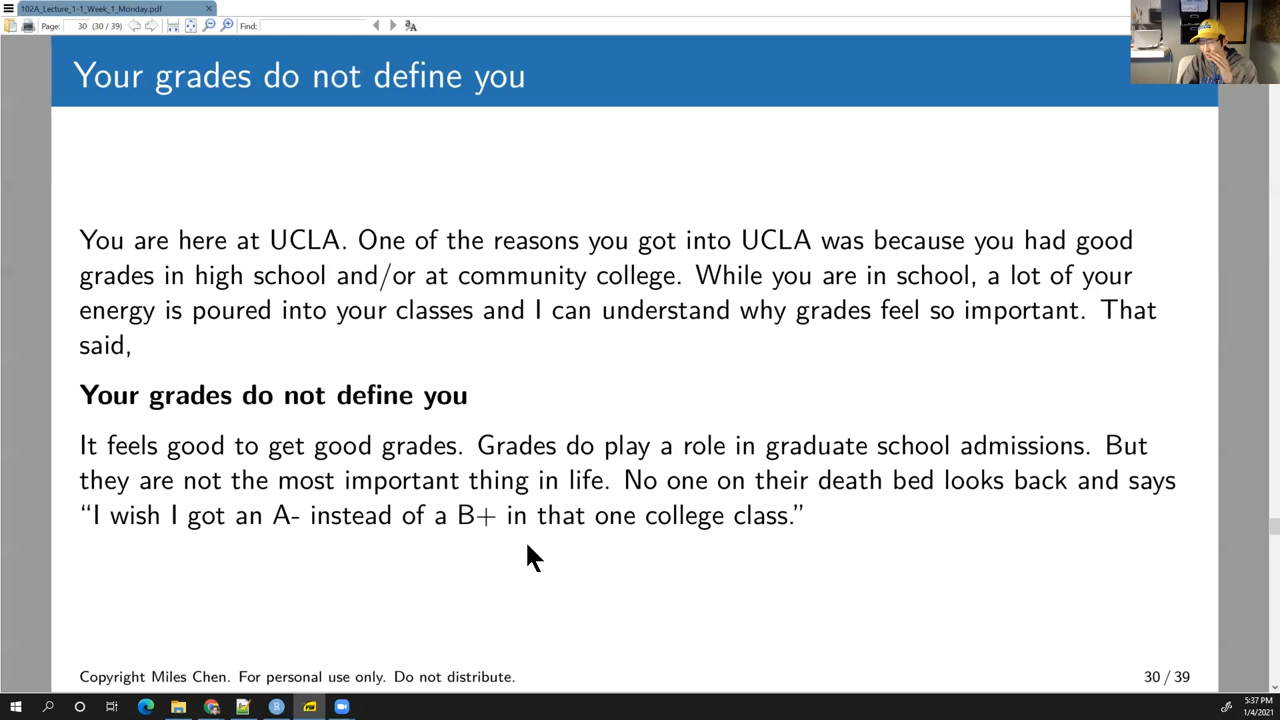 102A_Lecture_1-1_Week_1_Monday.pdf
Page: 30 (30 / 39) Find:
Your grades do not define you
You are here at UCLA. One of the reasons you got into UCLA was because you had good
grades in high school and/or at community college. While you are in school, a lot of your
energy is poured into your classes and I can understand why grades feel so important. That
said,
Your grades do not define you
It feels good to get good grades. Grades do play a role in graduate school admissions. But
they are not the most important thing in life. No one on their death bed looks back and says
“I wish I got an A- instead of a B+ in that one college class.”
Copyright Miles Chen. For personal use only. Do not distribute. 30 / 39
5:37 PM
1/4/2021